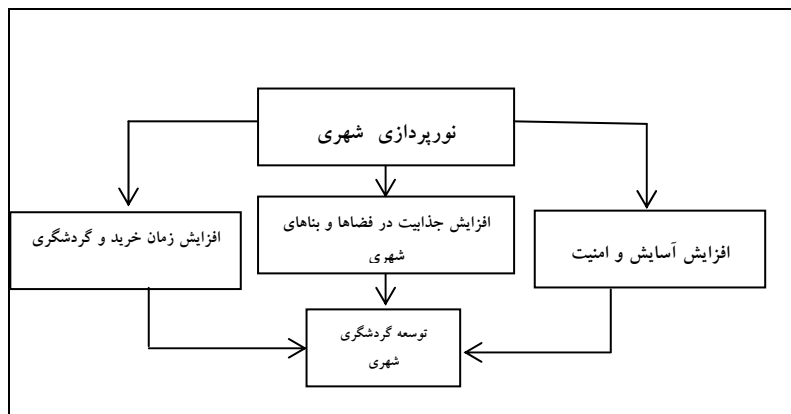 نورپردازی شهری
افزایش آسایش و امنیت
افزایش جذابیت در فضاها و بناهای
شهری
افزایش زمان خرید و گردشگری
توسعه گردشگری
شهری